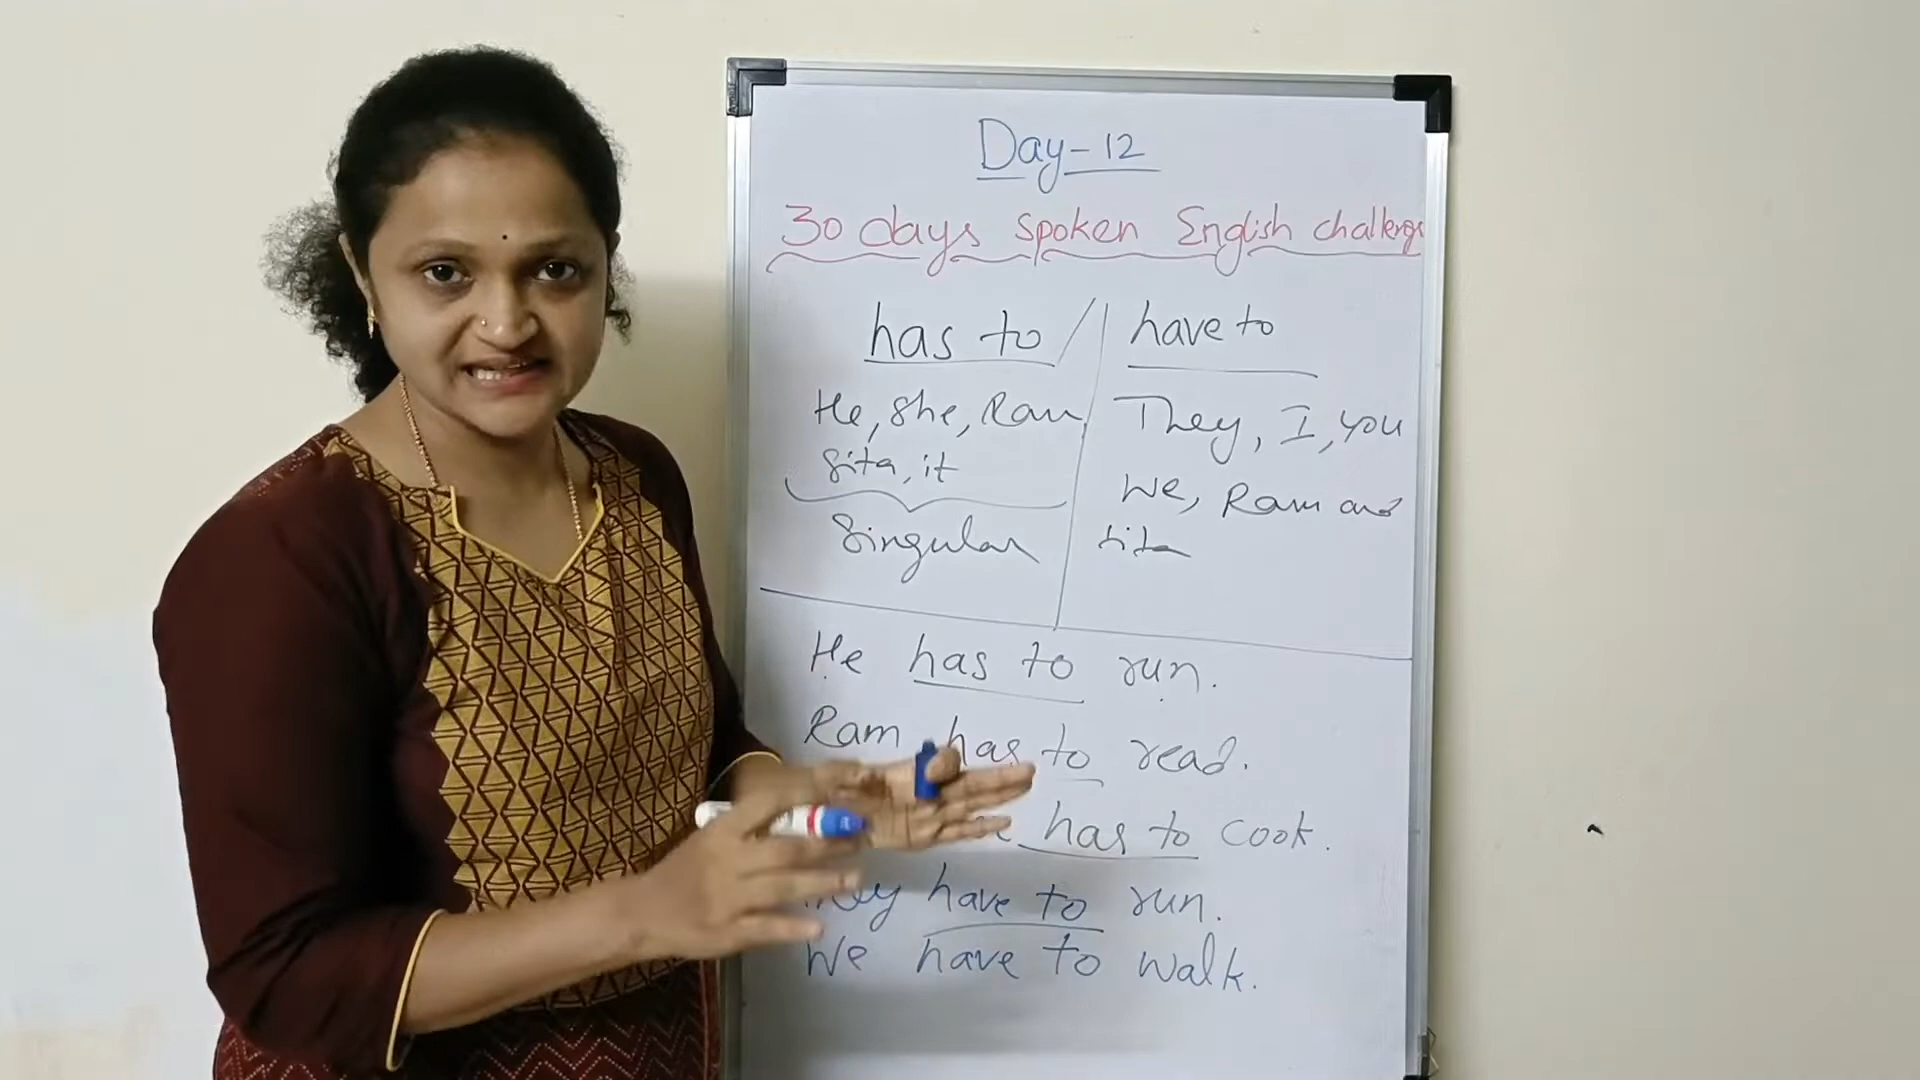 Day-12
30 days spoken English challenge
has to / have to
He, She, Ram
Sita, it
Singular
They, I, you
We, Ram and
Sita
He has to run.
Ram has to read.
has to cook.
They have to run.
We have to walk.